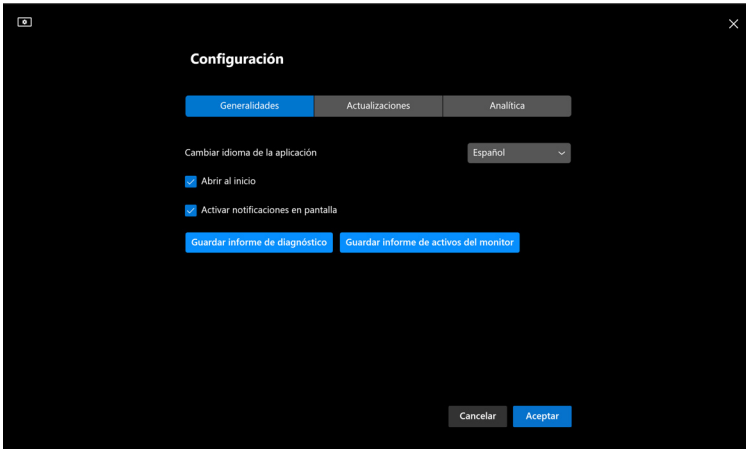 Configuración
Generalidades Actualizaciones Analítica
Cambiar idioma de la aplicación Español
Abrir al inicio
Activar notificaciones en pantalla
Guardar informe de diagnóstico Guardar informe de activos del monitor
Cancelar Aceptar